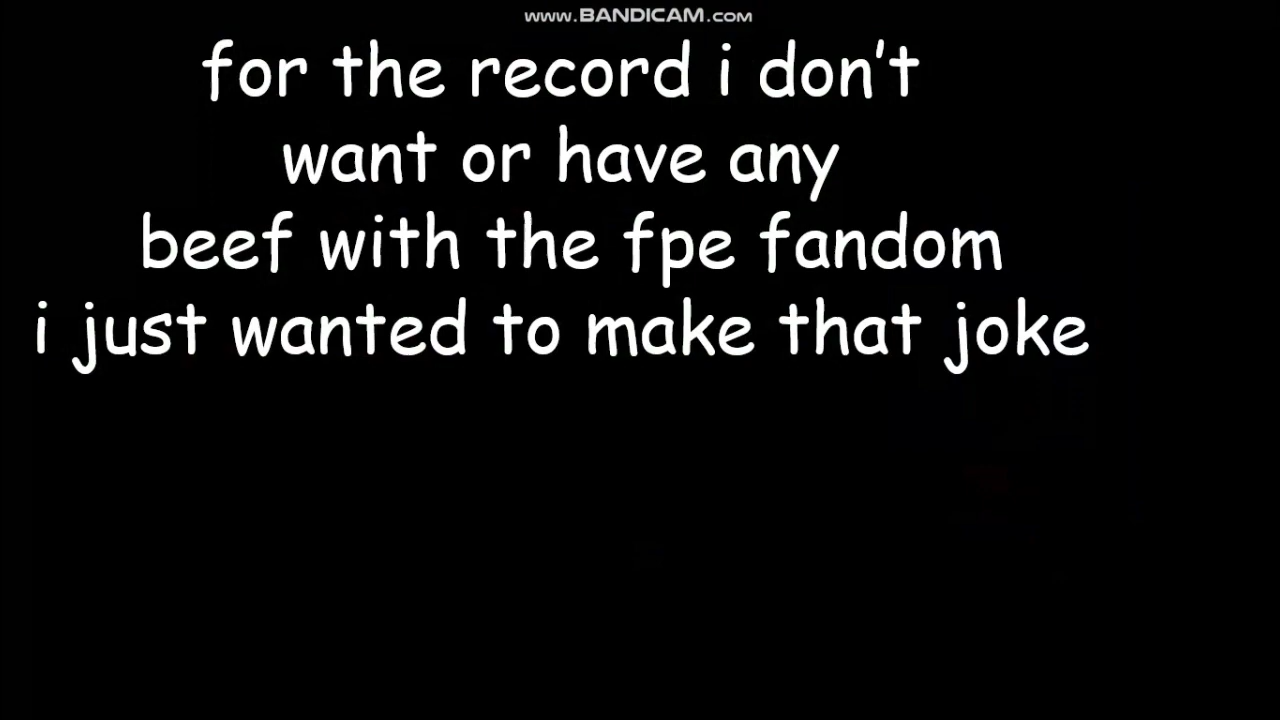 www.BANDICAM.com
for the record i don't
want or have any
beef with the fpe fandom
i just wanted to make that joke